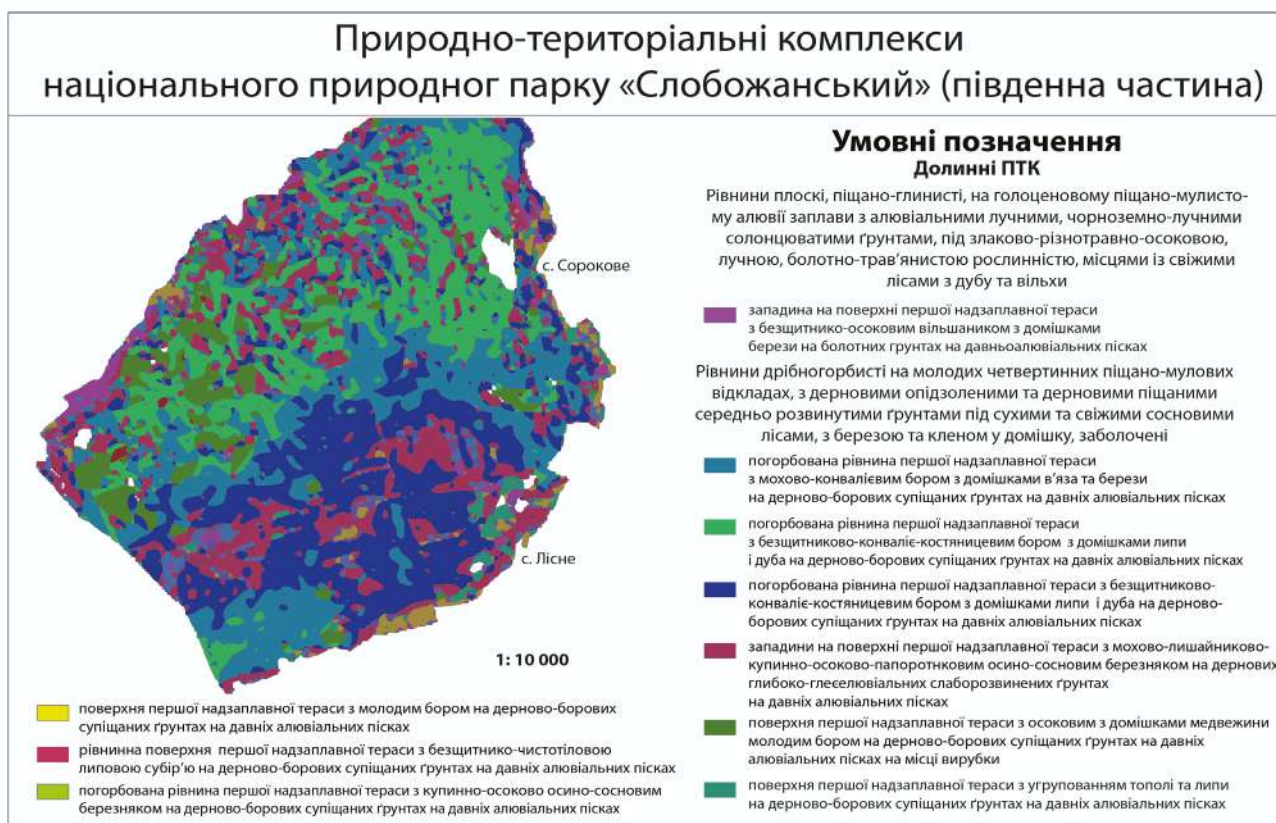 Природно-територіальні комплекси
національного природног парку «Слобожанський» (південна частина)
с. Сорокове
с. Лісне
1: 10 000
Умовні позначення
Долинні ПТК
Рівнини плоскі, піщано-глинисті, на голоценовому піщано-мулисто-
му алювії заплави з алювіальними лучними, чорноземно-лучними
солонцюватими ґрунтами, під злаково-різнотравно-осоковою,
лучною, болотно-трав’янистою рослинністю, місцями із свіжими
лісами з дубу та вільхи
западина на поверхні першої надзаплавної тераси
з безщитнико-осоковим вільшаником з домішками
берези на болотних грунтах на давньоалювіальних пісках
Рівнини дрібногорбисті на молодих четвертинних піщано-мулових
відкладах, з дерновими опідзоленими та дерновими піщаними
середньо розвинутими ґрунтами під сухими та свіжими сосновими
лісами, з березою та кленом у домішку, заболочені
погорбована рівнина першої надзаплавної тераси
з мохово-конвалієвим бором з домішками в’яза та берези
на дерново-борових супіщаних ґрунтах на давніх алювіальних пісках
погорбована рівнина першої надзаплавної тераси
з безщитниково-конваліє-костяницевим бором з домішками липи
і дуба на дерново-борових супіщаних ґрунтах на давніх алювіальних пісках
погорбована рівнина першої надзаплавної тераси з безщитниково-
конваліє-костяницевим бором з домішками липи і дуба на дерново-
борових супіщаних ґрунтах на давніх алювіальних пісках
западини на поверхні першої надзаплавної тераси з мохово-лишайниково-
купинно-осоково-папоротнковим осино-сосновим березняком на дернових
глибоко-глеєелювіальних слаборозвинених ґрунтах
на давніх алювіальних пісках
поверхня першої надзаплавної тераси з осоковим з домішками медвежини
молодим бором на дерново-борових супіщаних ґрунтах на давніх
алювіальних пісках на місці вирубки
поверхня першої надзаплавної тераси з угрупованням тополі та липи
на дерново-борових супіщаних ґрунтах на давніх алювіальних пісках
поверхня першої надзаплавної тераси з молодим бором на дерново-борових
супіщаних ґрунтах на давніх алювіальних пісках
рівнинна поверхня першої надзаплавної тераси з безщитнико-чистотіловою
липовою субір’ю на дерново-борових супіщаних ґрунтах на давніх алювіальних пісках
погорбована рівнина першої надзаплавної тераси з купинно-осоково осино-сосновим
березняком на дерново-борових супіщаних ґрунтах на давніх алювіальних пісках